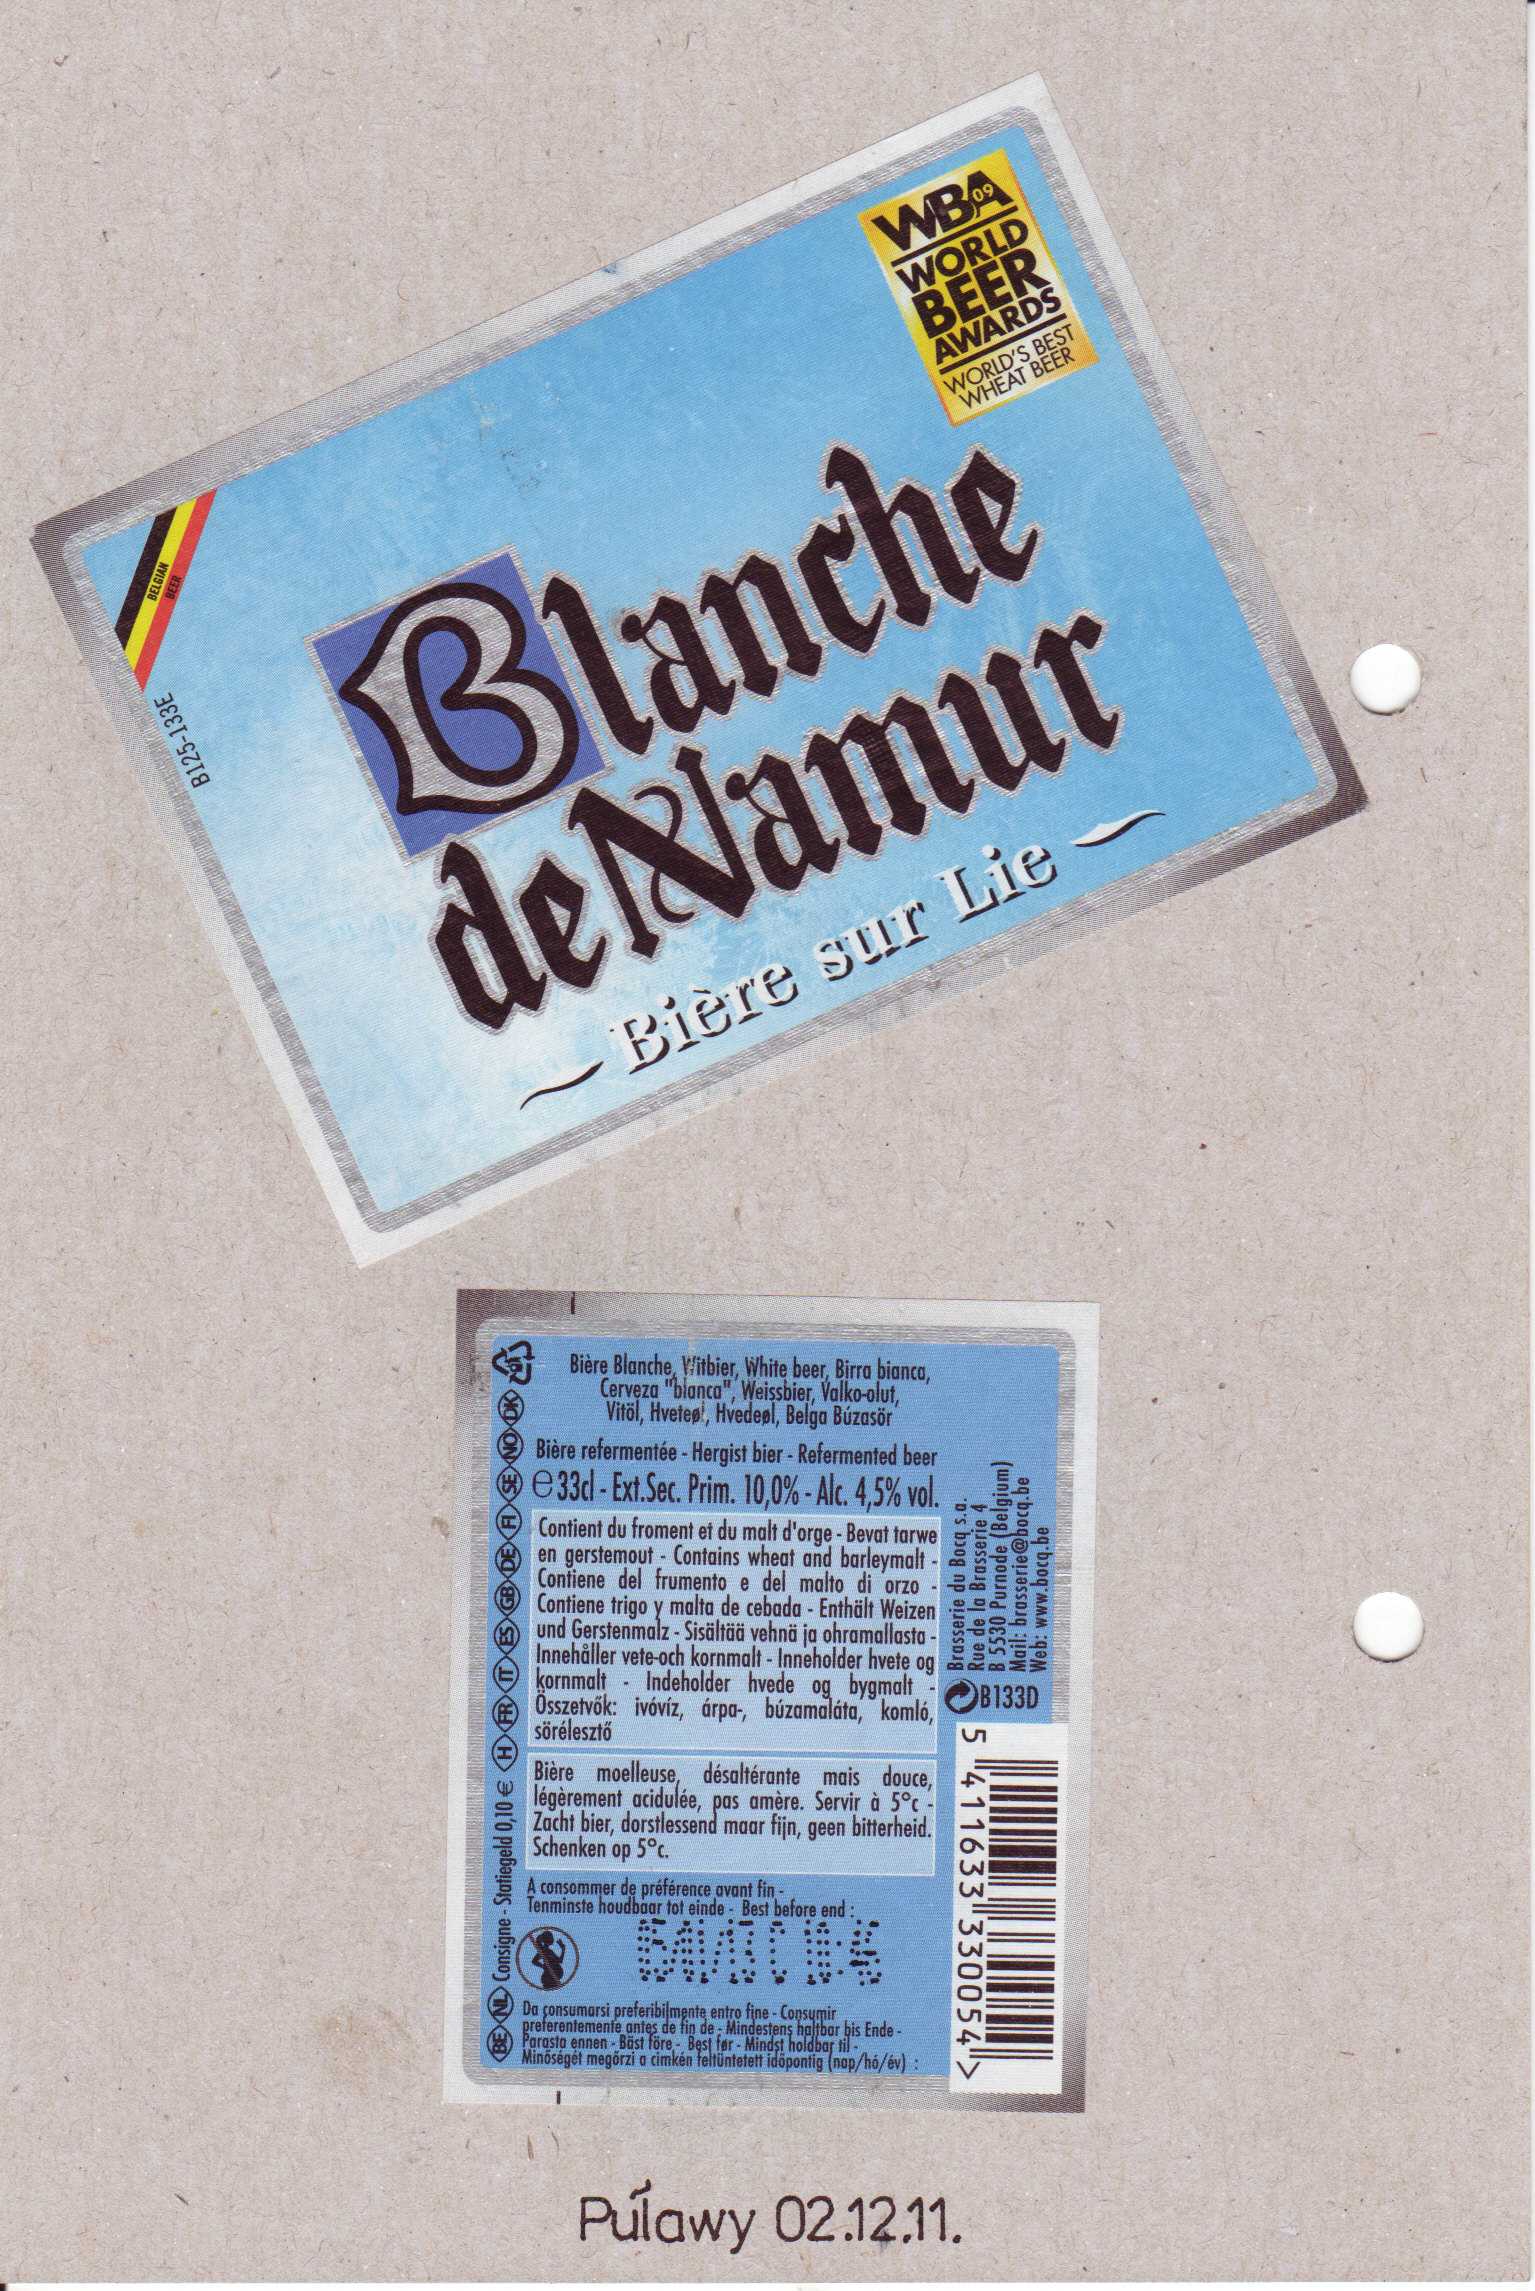 WBA 09
WORLD
BEER
AWARDS
WORLD'S BEST
WHEAT BEER
BELGIAN
BEER
B125-133E
Blanche
de Namur
Bière sur Lie
Bière Blanche, Witbier, White beer, Birra bianca,
Cerveza "blanca", Weissbier, Valko-olut,
Vitöl, Hveteøl, Hvedeøl, Belga Búzasör
Bière refermentée - Hergist bier - Refermented beer
e 33cl - Ext.Sec. Prim. 10,0% - Alc. 4,5% vol.
Contient du froment et du malt d'orge - Bevat tarwe
en gerstemout - Contains wheat and barleymalt -
Contiene del frumento e del malto di orzo -
Contiene trigo y malta de cebada - Enthält Weizen
und Gerstenmalz - Sisältää vehnä ja ohramallasta -
Innehåller vete-och kornmalt - Inneholder hvete og
kornmalt - Indeholder hvede og bygmalt -
Összetvők: ivóvíz, árpa-, búzamaláta, komló,
sörélesztő
Bière moelleuse, désaltérante mais douce,
légèrement acidulée, pas amère. Servir à 5°c -
Zacht bier, dorstlessend maar fijn, geen bitterheid.
Schenken op 5°c.
A consommer de préférence avant fin -
Tenminste houdbaar tot einde - Best before end :
Da consumarsi preferibilmente entro fine - Consumir
preferentemente antes de fin de - Mindestens haltbar bis Ende -
Parasta ennen - Bäst före - Best før - Mindst holdbar til -
Minőségét megőrzi a cimkén feltüntetett időpontig (nap/hó/év) :
BE NL Consigne - Statiegeld 0,10 € H FR IT ES GB DE FI SE NO DK
Brasserie du Bocq s.a.
Rue de la Brasserie 4
B 5530 Purnode (Belgium)
Mail: brasserie@bocq.be
Web: www.bocq.be
B133D
5 411633 330054 >
Puławy 02.12.11.